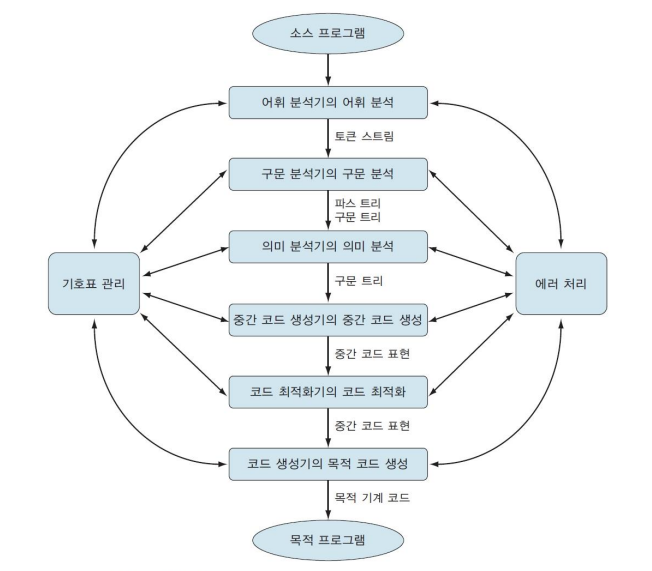 소스 프로그램
어휘 분석기의 어휘 분석
토큰 스트림
구문 분석기의 구문 분석
파스 트리
구문 트리
의미 분석기의 의미 분석
기호표 관리
에러 처리
구문 트리
중간 코드 생성기의 중간 코드 생성
중간 코드 표현
코드 최적화기의 코드 최적화
중간 코드 표현
코드 생성기의 목적 코드 생성
목적 기계 코드
목적 프로그램